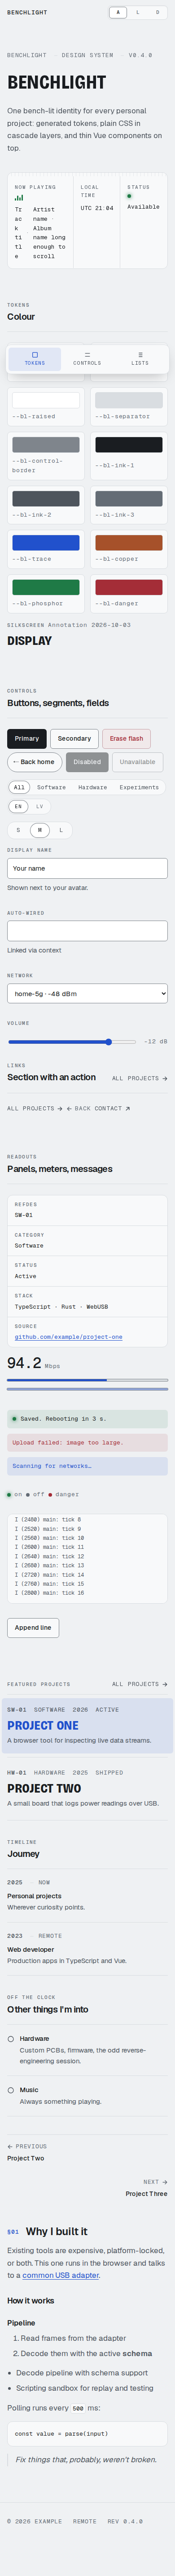 BENCHLIGHT
A L D
BENCHLIGHT · DESIGN SYSTEM · V0.4.0
BENCHLIGHT
One bench-lit identity for every personal
project: generated tokens, plain CSS in
cascade layers, and thin Vue components on
top.
NOW PLAYING
Trac
k
ti
tl
e
Artist
name ·
Album
name long
enough to
scroll
LOCAL
TIME
UTC 21:04
STATUS
Available
TOKENS
Colour
TOKENS
CONTROLS
LISTS
--bl-raised
--bl-separator
--bl-control-
border
--bl-ink-1
--bl-ink-2
--bl-ink-3
--bl-trace
--bl-copper
--bl-phosphor
--bl-danger
SILKSCREEN Annotation 2026-10-03
DISPLAY
CONTROLS
Buttons, segments, fields
Primary
Secondary
Erase flash
← Back home
Disabled
Unavailable
All Software Hardware Experiments
EN LV
S M L
DISPLAY NAME
Your name
Shown next to your avatar.
AUTO-WIRED
Linked via context
NETWORK
home-5g · -48 dBm
VOLUME
-12 dB
LINKS
Section with an action
ALL PROJECTS →
ALL PROJECTS → ← BACK CONTACT ↗
READOUTS
Panels, meters, messages
REFDES
SW-01
CATEGORY
Software
STATUS
Active
STACK
TypeScript · Rust · WebUSB
SOURCE
github.com/example/project-one
94.2 Mbps
Saved. Rebooting in 3 s.
Upload failed: image too large.
Scanning for networks…
on off danger
I (2480) main: tick 8
I (2520) main: tick 9
I (2560) main: tick 10
I (2600) main: tick 11
I (2640) main: tick 12
I (2680) main: tick 13
I (2720) main: tick 14
I (2760) main: tick 15
I (2800) main: tick 16
Append line
FEATURED PROJECTS
ALL PROJECTS →
SW-01 SOFTWARE 2026 ACTIVE
PROJECT ONE
A browser tool for inspecting live data streams.
HW-01 HARDWARE 2025 SHIPPED
PROJECT TWO
A small board that logs power readings over USB.
TIMELINE
Journey
2025 · NOW
Personal projects
Wherever curiosity points.
2023 · REMOTE
Web developer
Production apps in TypeScript and Vue.
OFF THE CLOCK
Other things I'm into
Hardware
Custom PCBs, firmware, the odd reverse-
engineering session.
Music
Always something playing.
← PREVIOUS
Project Two
NEXT →
Project Three
§01 Why I built it
Existing tools are expensive, platform-locked,
or both. This one runs in the browser and talks
to a common USB adapter.
How it works
Pipeline
1. Read frames from the adapter
2. Decode them with the active schema
• Decode pipeline with schema support
• Scripting sandbox for replay and testing
Polling runs every 500 ms:
const value = parse(input)
Fix things that, probably, weren't broken.
© 2026 EXAMPLE REMOTE REV 0.4.0